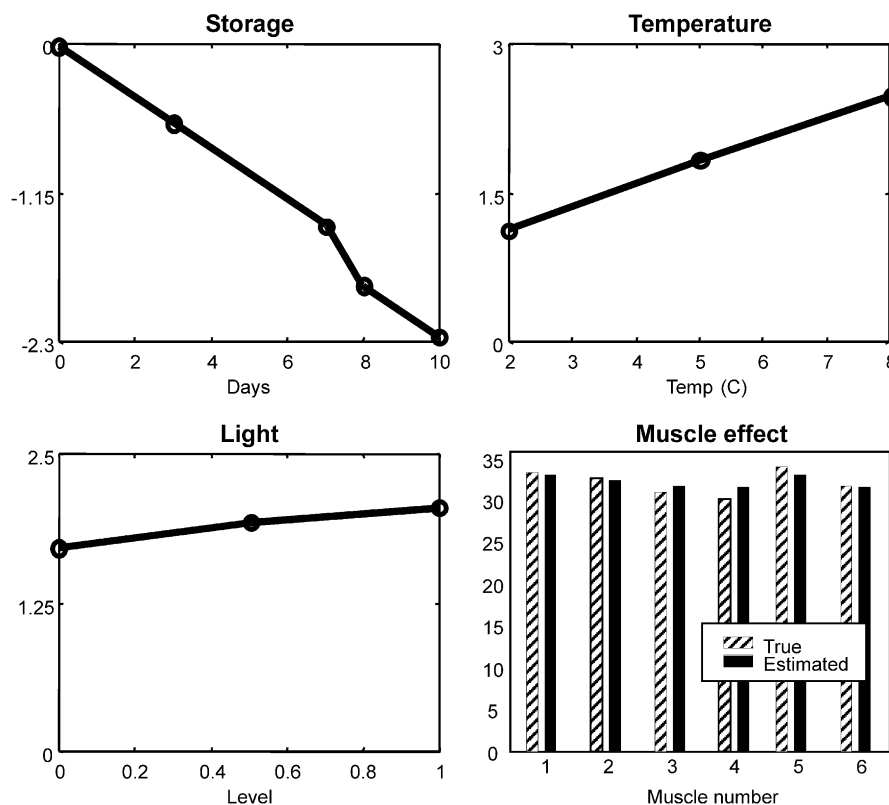 Storage
0
-1.15
-2.3
0 2 4 6 8 10
Days
Temperature
3
1.5
0
2 3 4 5 6 7 8
Temp (C)
Light
2.5
1.25
0
0 0.2 0.4 0.6 0.8 1
Level
Muscle effect
35
30
25
20
15
10
5
0
True
Estimated
1 2 3 4 5 6
Muscle number